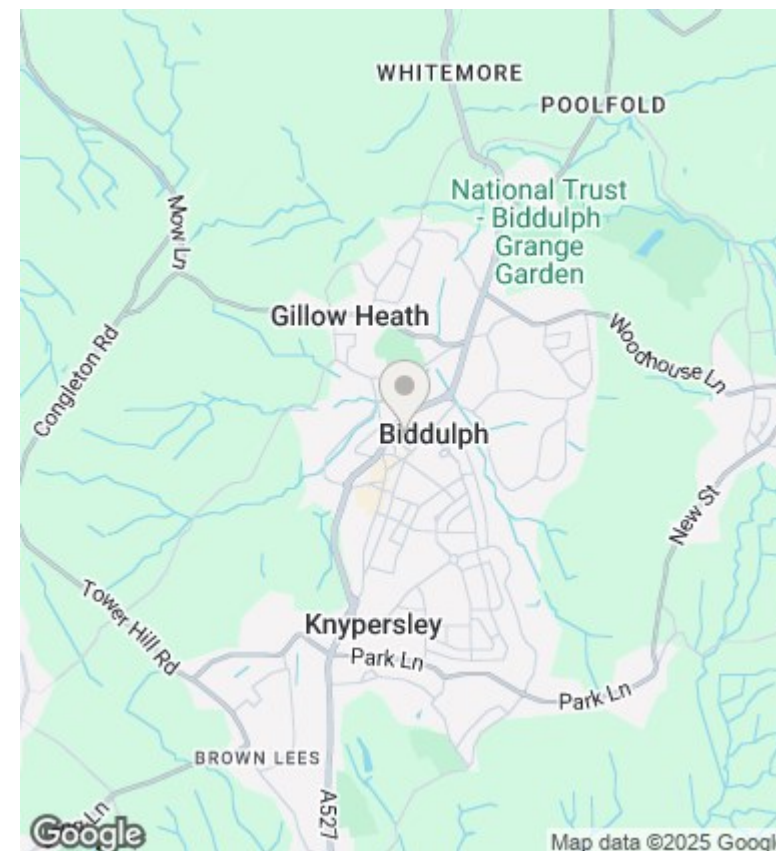 WHITEMORE
POOLFOLD
National Trust
- Biddulph
Grange
Garden
Mow Ln
Gillow Heath
Woodhouse Ln
Congleton Rd
Biddulph
New St
Tower Hill Rd
Knypersley
Park Ln
Park Ln
BROWN LEES
A527
Ln
Google
Map data ©2025 Googl